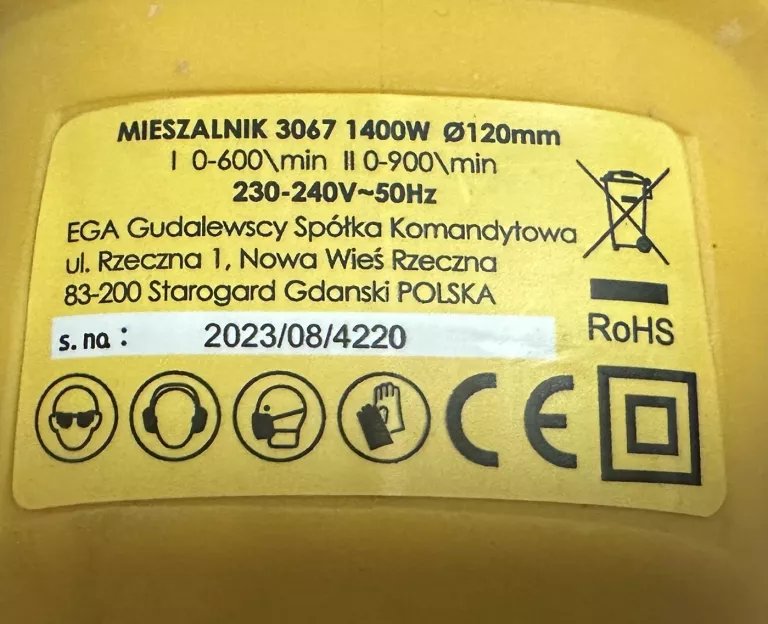 MIESZALNIK 3067 1400W Ø120mm
I 0-600\min II 0-900\min
230-240V~50Hz
EGA Gudalewscy Spółka Komandytowa
ul. Rzeczna 1, Nowa Wieś Rzeczna
83-200 Starogard Gdanski POLSKA
s.na: 2023/08/4220
RoHS
CE